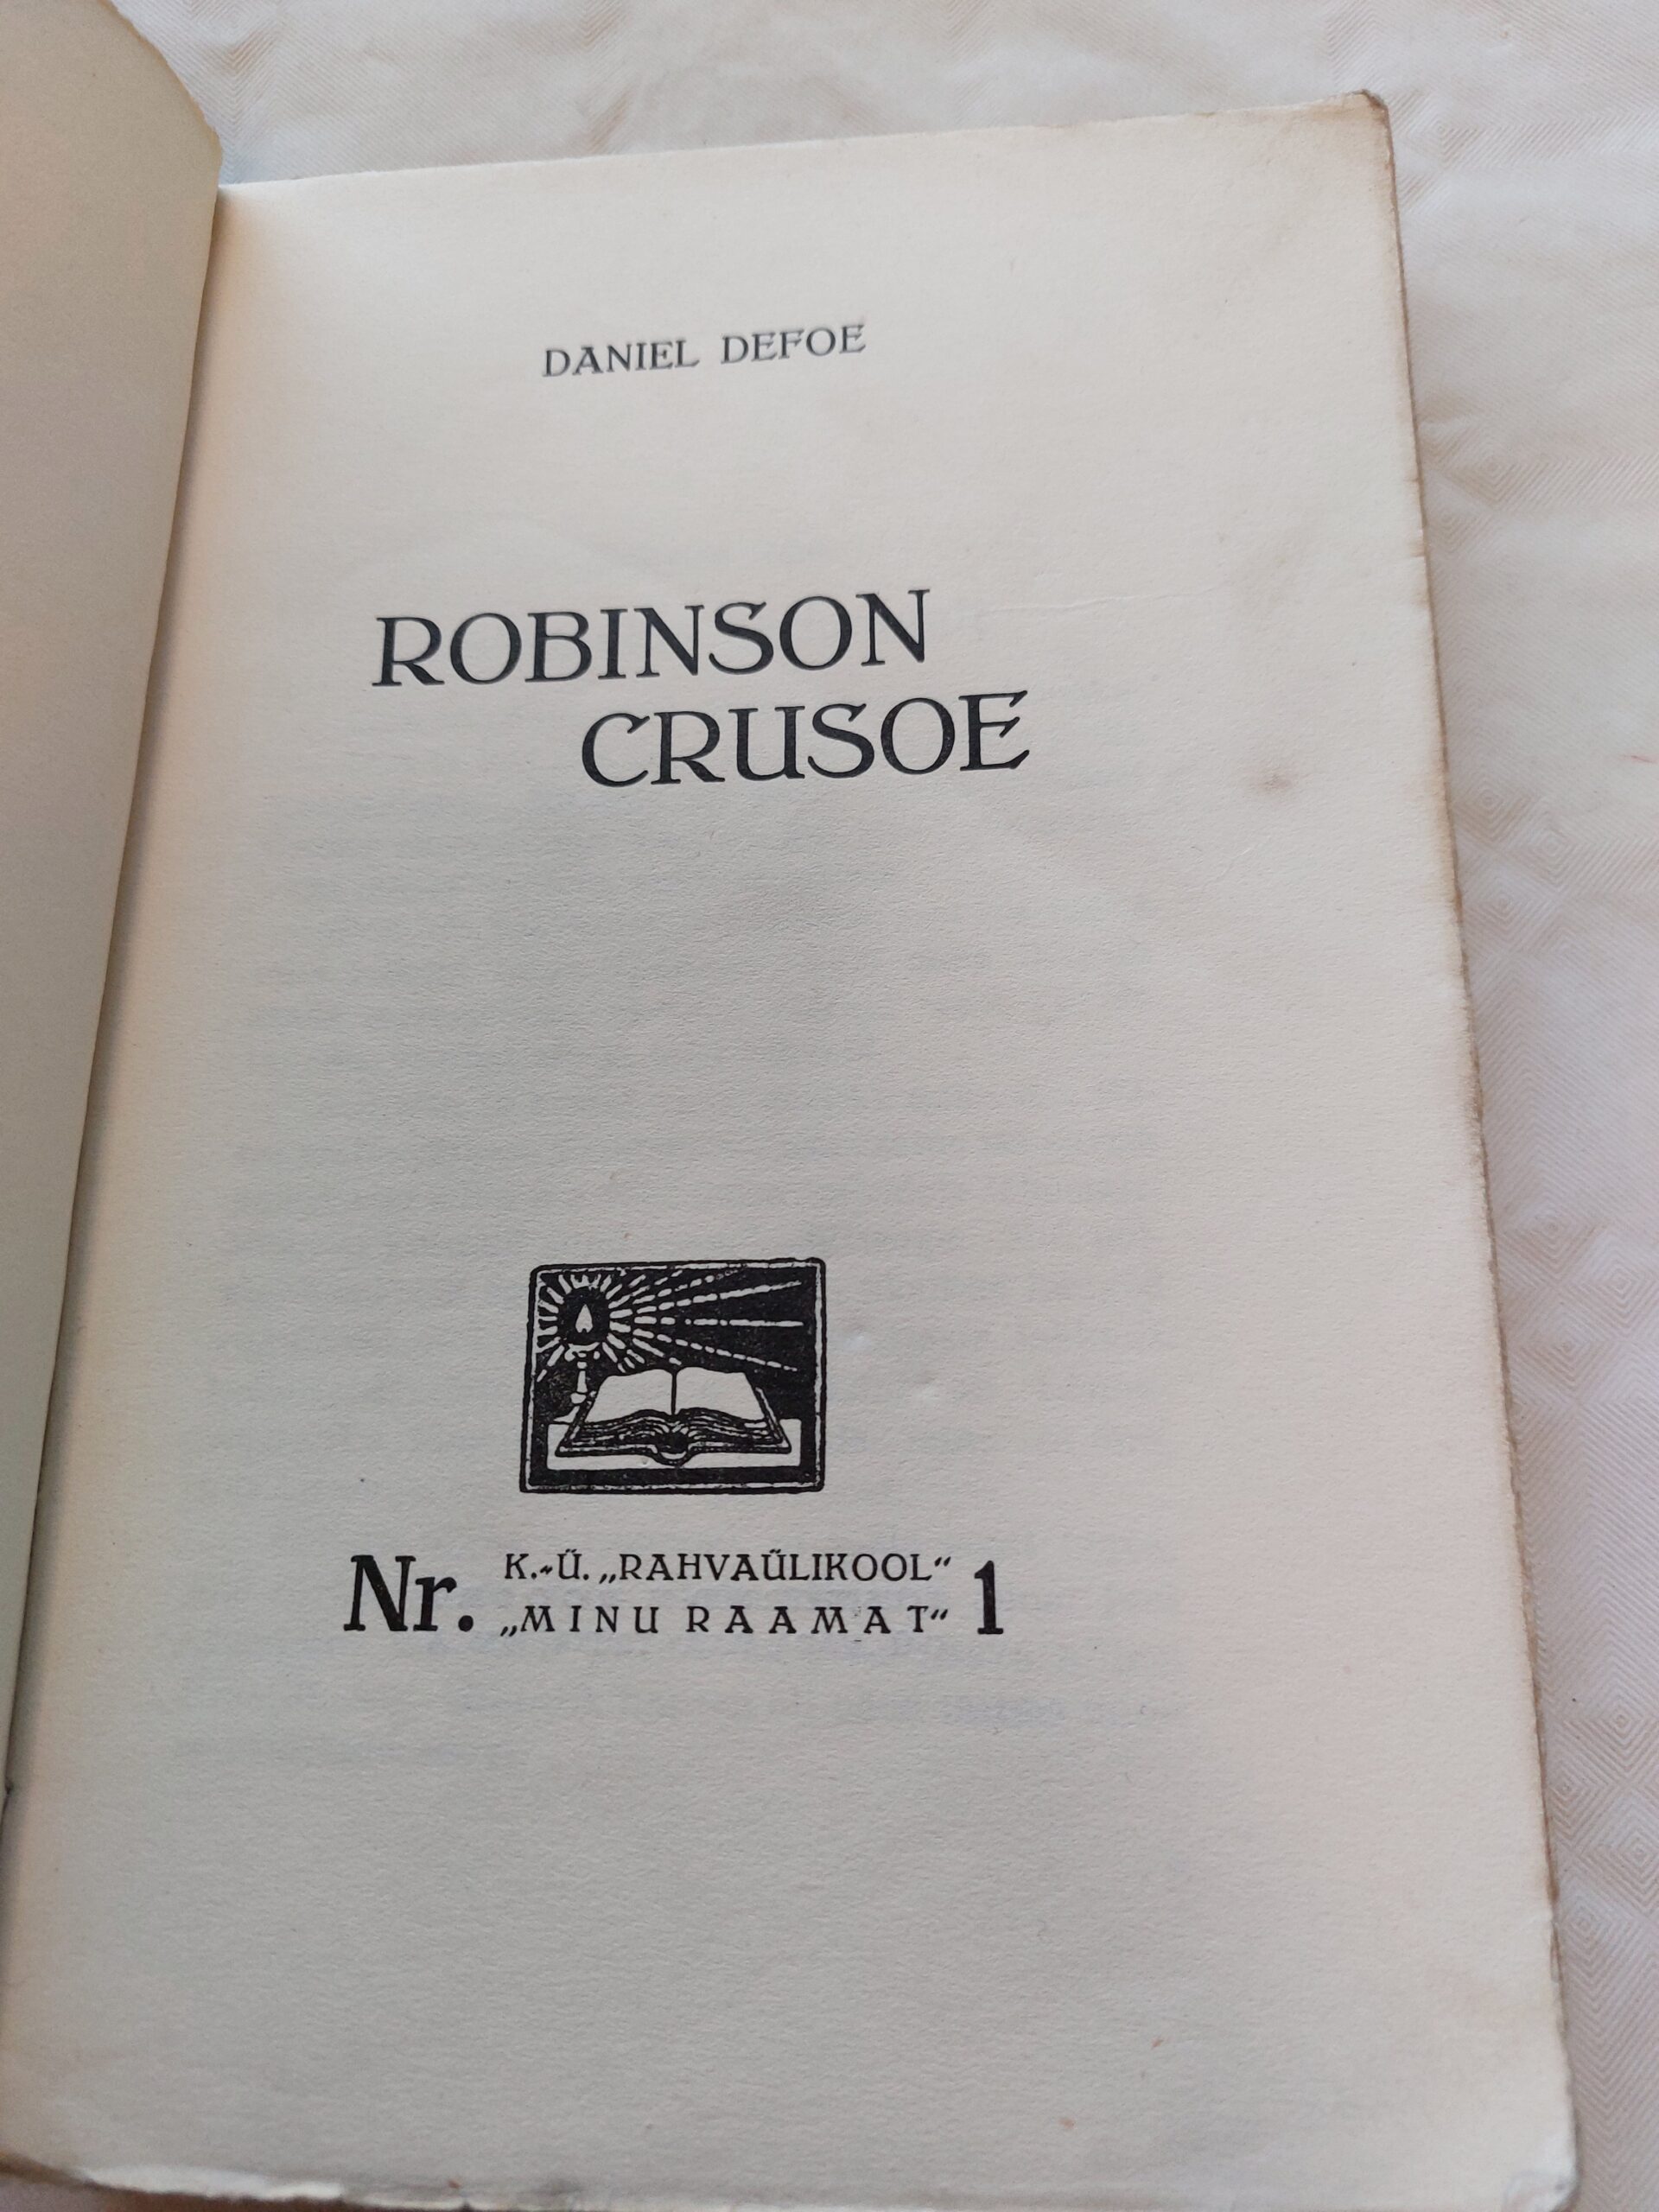 DANIEL DEFOE
ROBINSON
CRUSOE
Nr. K.-Ü. „RAHVAÜLIKOOL“ 1
„MINU RAAMAT“